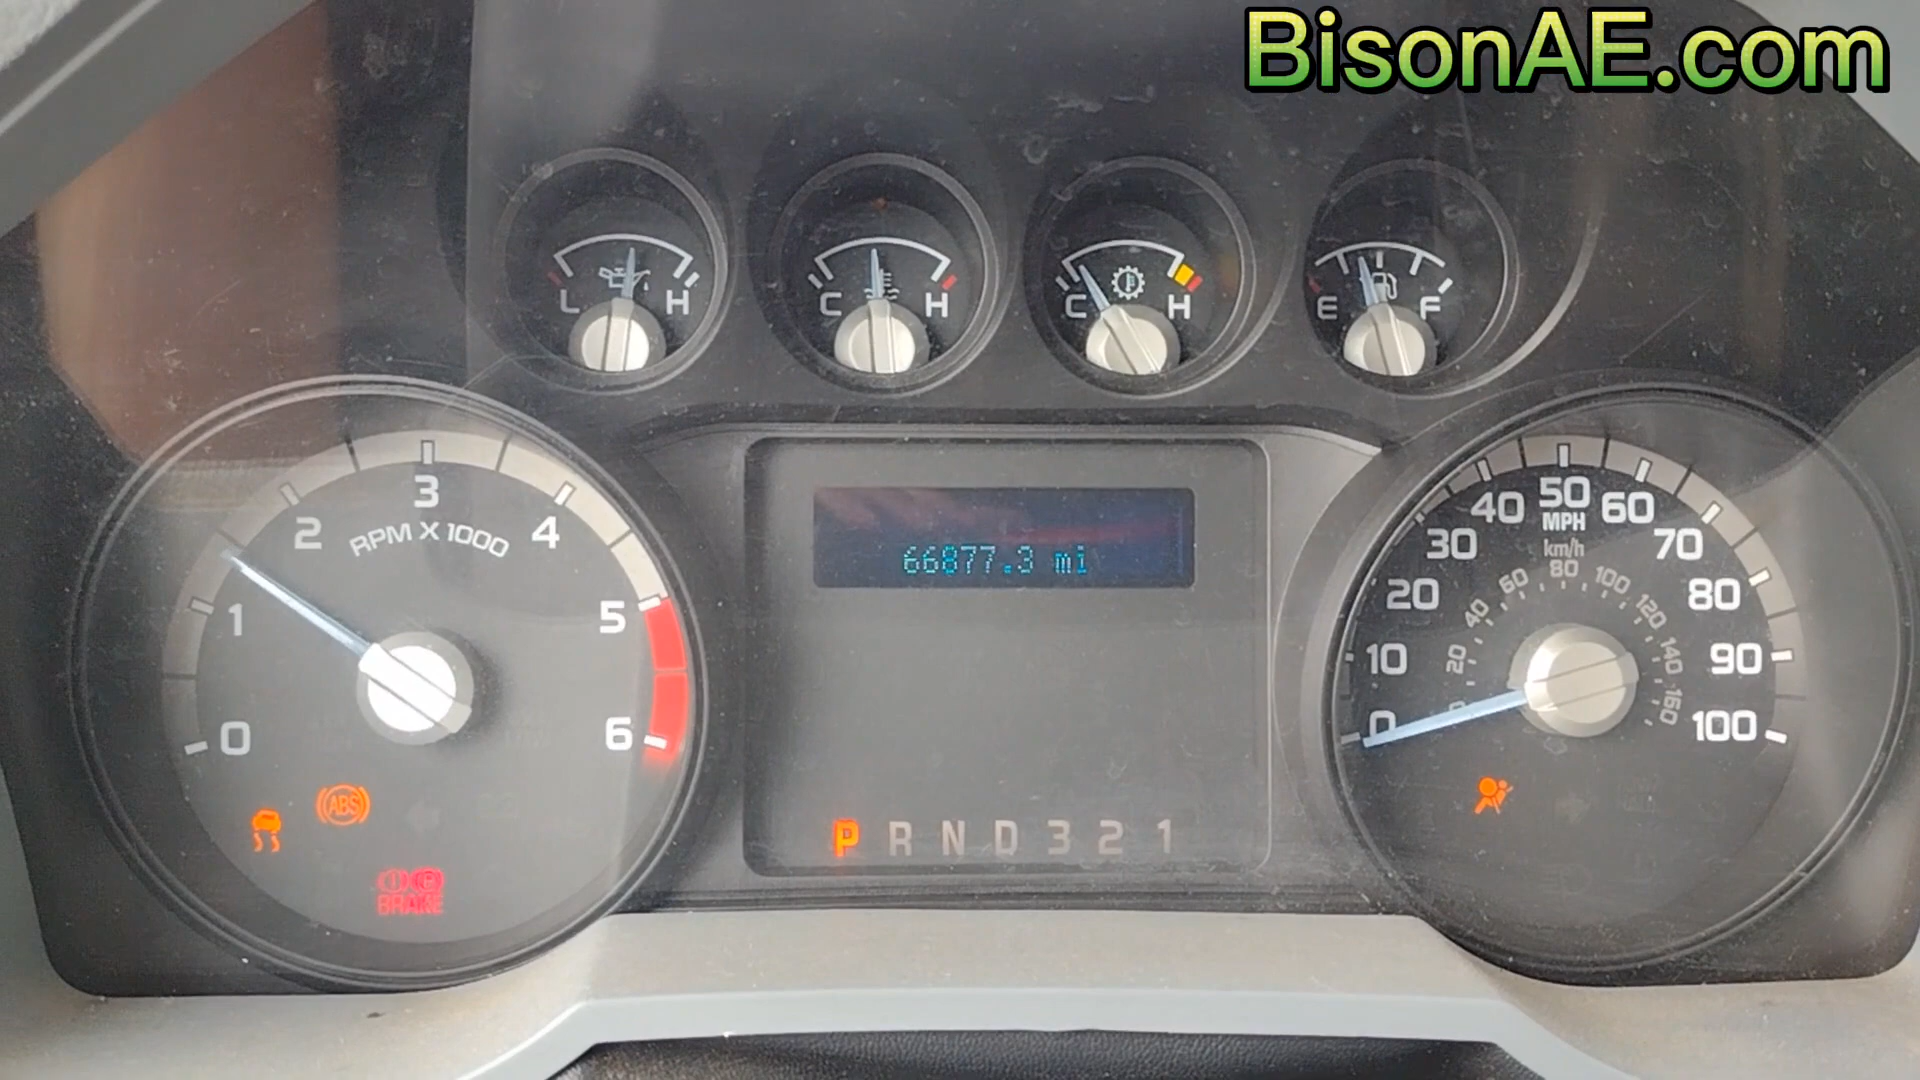 BisonAE.com
L H
C H
C H
E F
0 1 2 3 4 5 6
RPM X 1000
66877.3 mi
0 10 20 30 40 50 60 70 80 90 100
MPH
km/h
20 40 60 80 100 120 140 160
ABS
BRAKE
P R N D 3 2 1